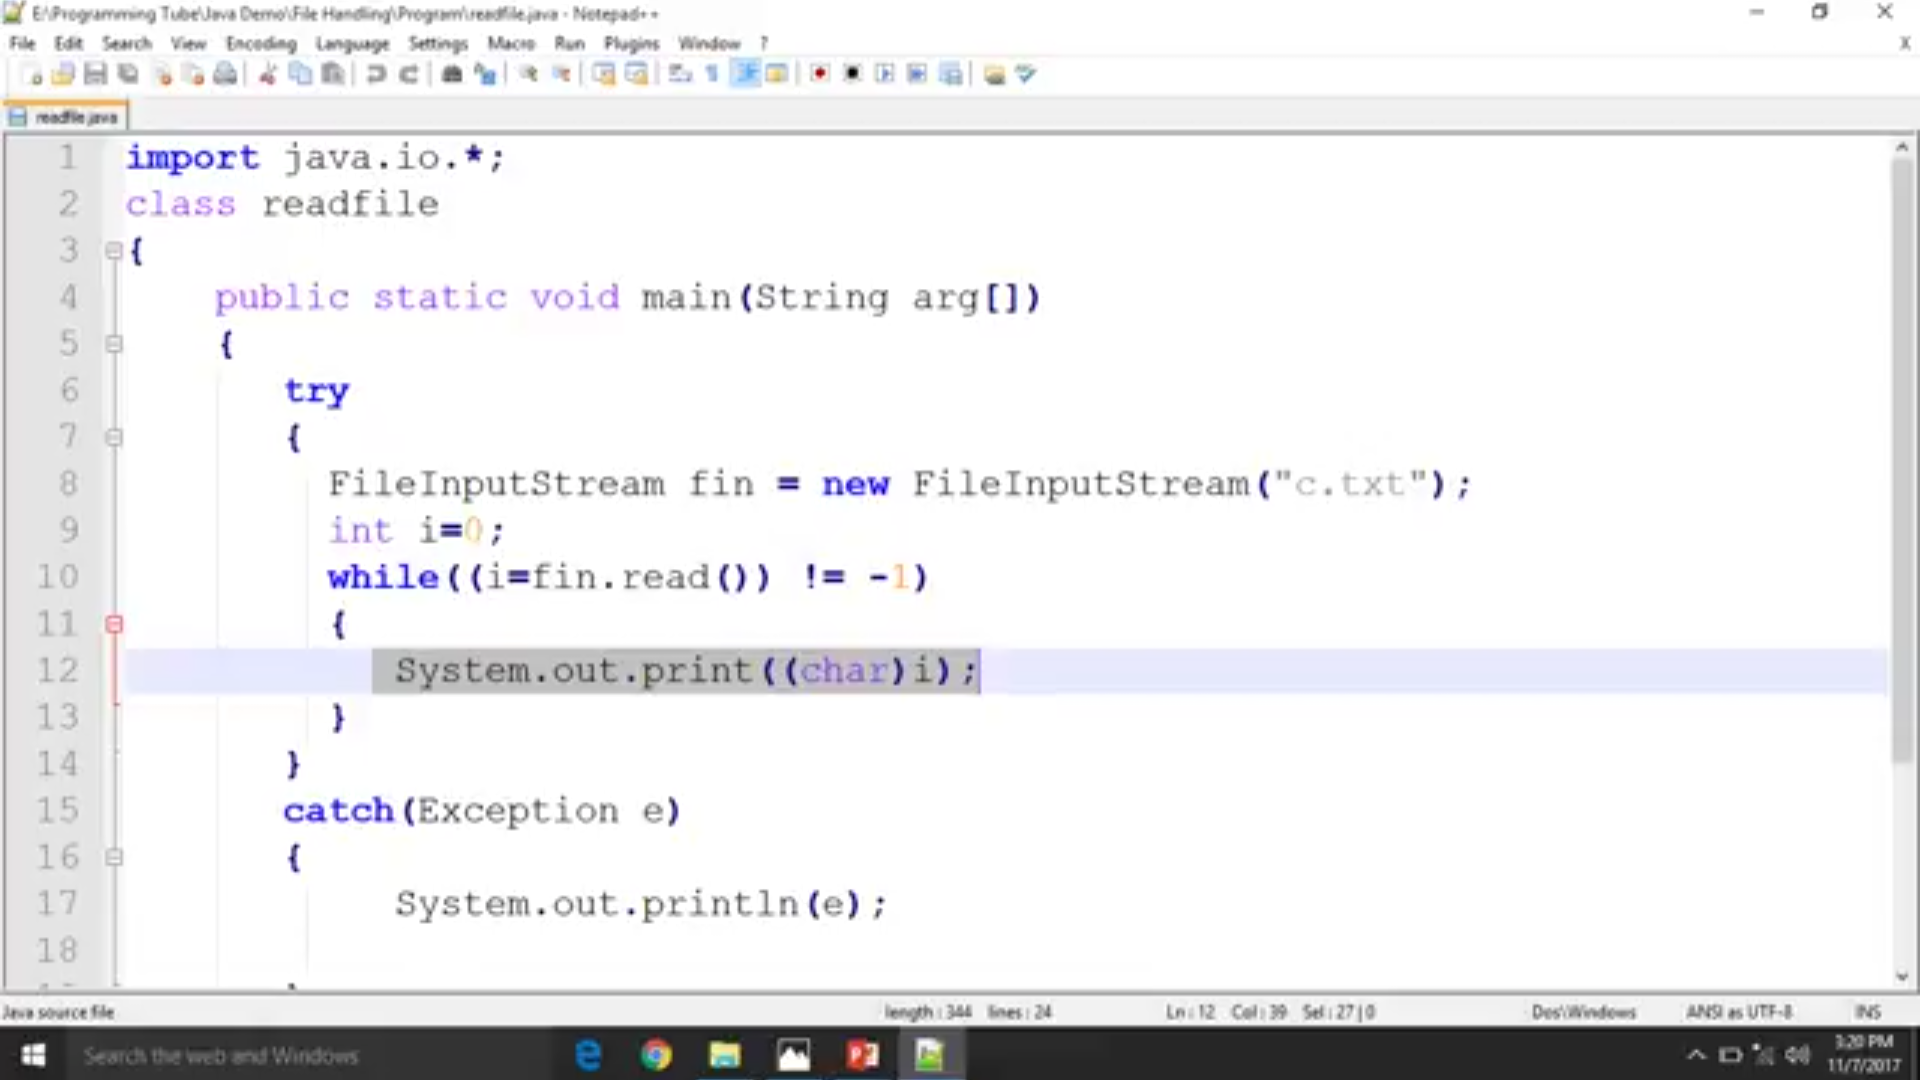 E:\Programming Tube\Java Demo\File Handling\Program\readfile.java - Notepad++
File Edit Search View Encoding Language Settings Macro Run Plugins Window ?
X
readfile.java
1 import java.io.*;
2 class readfile
3 {
4 public static void main(String arg[])
5 {
6 try
7 {
8 FileInputStream fin = new FileInputStream("c.txt");
9 int i=0;
10 while((i=fin.read()) != -1)
11 {
12 System.out.print((char)i);
13 }
14 }
15 catch(Exception e)
16 {
17 System.out.println(e);
18
Java source file length : 344 lines : 24 Ln : 12 Col : 39 Sel : 27 | 0 Dos\Windows ANSI as UTF-8 INS
Search the web and Windows
3:20 PM
11/7/2017